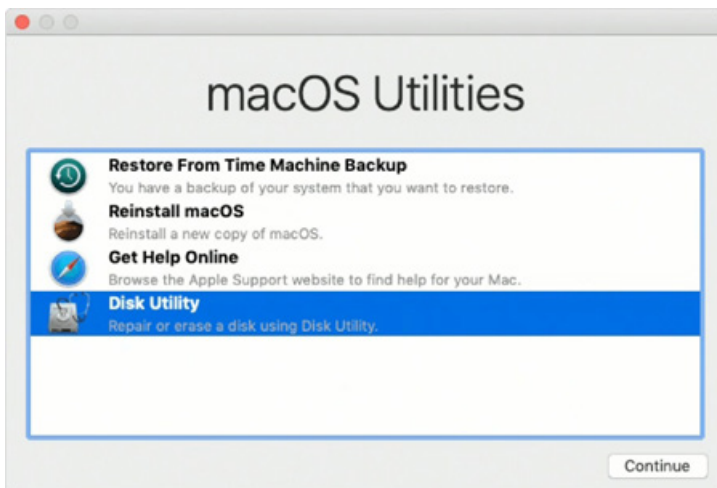 macOS Utilities
Restore From Time Machine Backup
You have a backup of your system that you want to restore.
Reinstall macOS
Reinstall a new copy of macOS.
Get Help Online
Browse the Apple Support website to find help for your Mac.
Disk Utility
Repair or erase a disk using Disk Utility.
Continue